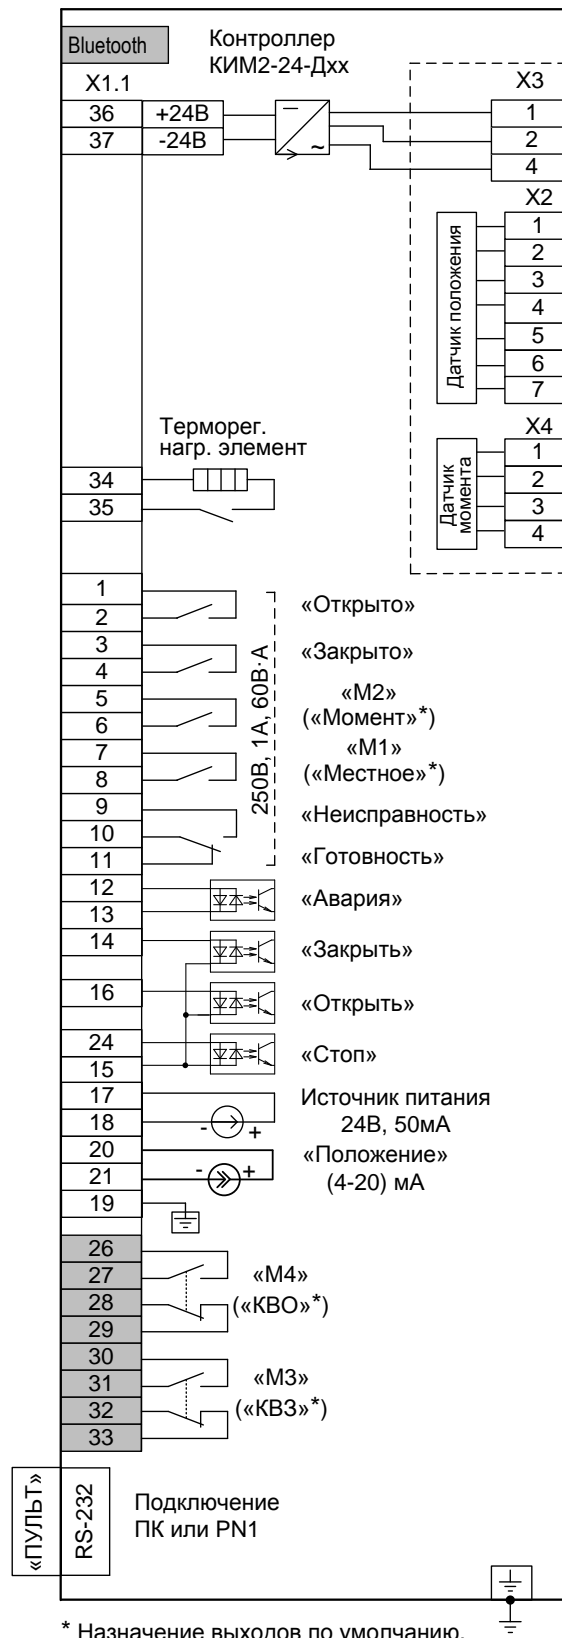 Bluetooth
Контроллер
КИМ2-24-Дхх
X1.1
X3
36 +24В
37 -24В
1
2
4
X2
1
2
3
4
5
6
7
Датчик положения
X4
1
2
3
4
Датчик
момента
Терморег.
нагр. элемент
34
35
1
2
3
4
5
6
7
8
9
10
11
250В, 1А, 60В·А
«Открыто»
«Закрыто»
«М2»
(«Момент»*)
«М1»
(«Местное»*)
«Неисправность»
«Готовность»
12
13
«Авария»
14
«Закрыть»
16
«Открыть»
24
15
«Стоп»
17
18
- +
Источник питания
24В, 50мА
20
21
- +
«Положение»
(4-20) мА
19
26
27
28
29
«М4»
(«КВО»*)
30
31
32
33
«М3»
(«КВЗ»*)
«ПУЛЬТ»
RS-232
Подключение
ПК или PN1
* Назначение выходов по умолчанию.